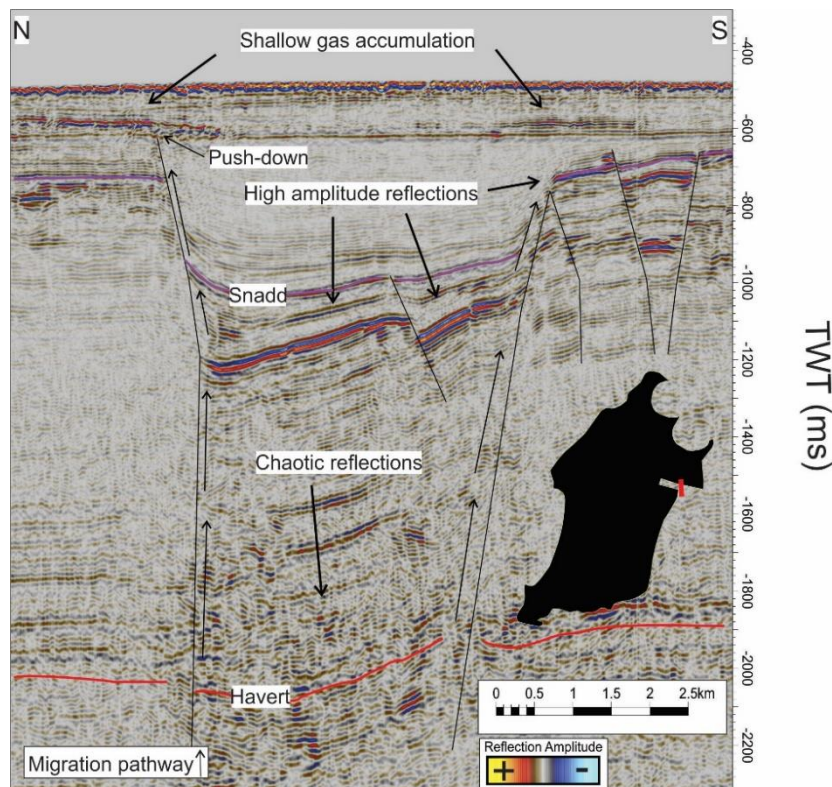 N
S
Shallow gas accumulation
Push-down
High amplitude reflections
Snadd
Chaotic reflections
Havert
Migration pathway
0 0.5 1 1.5 2 2.5km
Reflection Amplitude
+ -
-400
-600
-800
-1000
-1200
-1400
-1600
-1800
-2000
-2200
TWT (ms)